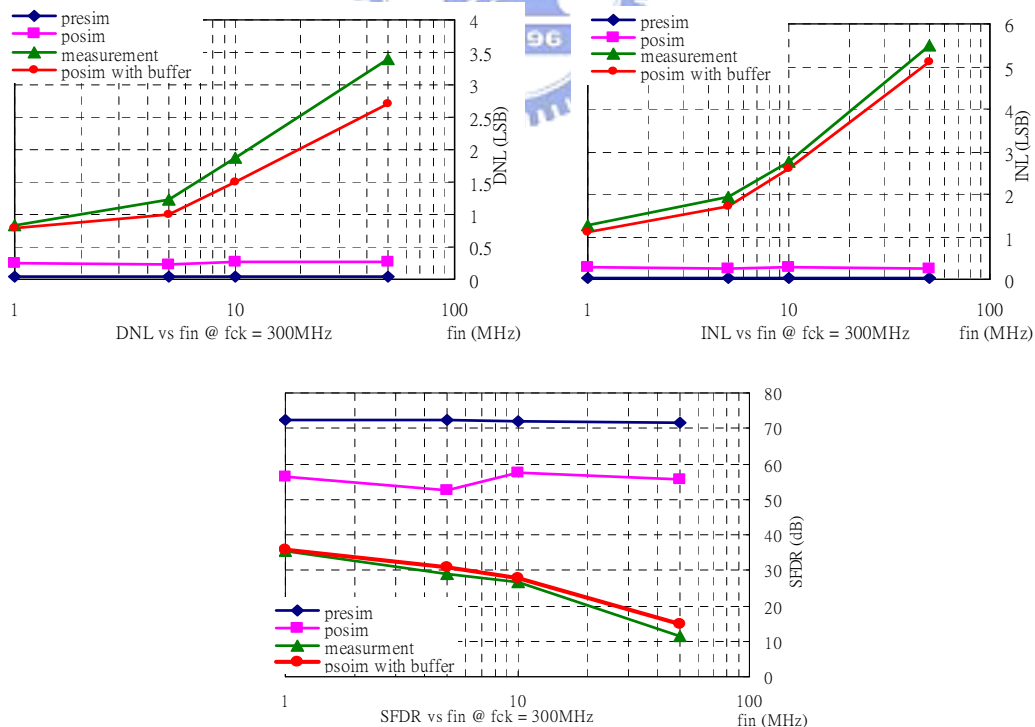 presim
posim
measurement
posim with buffer
4
3.5
3
2.5
2
1.5
1
0.5
0
DNL (LSB)
1
10
100
DNL vs fin @ fck = 300MHz
fin (MHz)
96
presim
posim
measurement
posim with buffer
6
5
4
3
2
1
0
INL (LSB)
1
10
100
INL vs fin @ fck = 300MHz
fin (MHz)
80
70
60
50
40
30
20
10
0
SFDR (dB)
presim
posim
measurment
psoim with buffer
1
10
100
SFDR vs fin @ fck = 300MHz
fin (MHz)